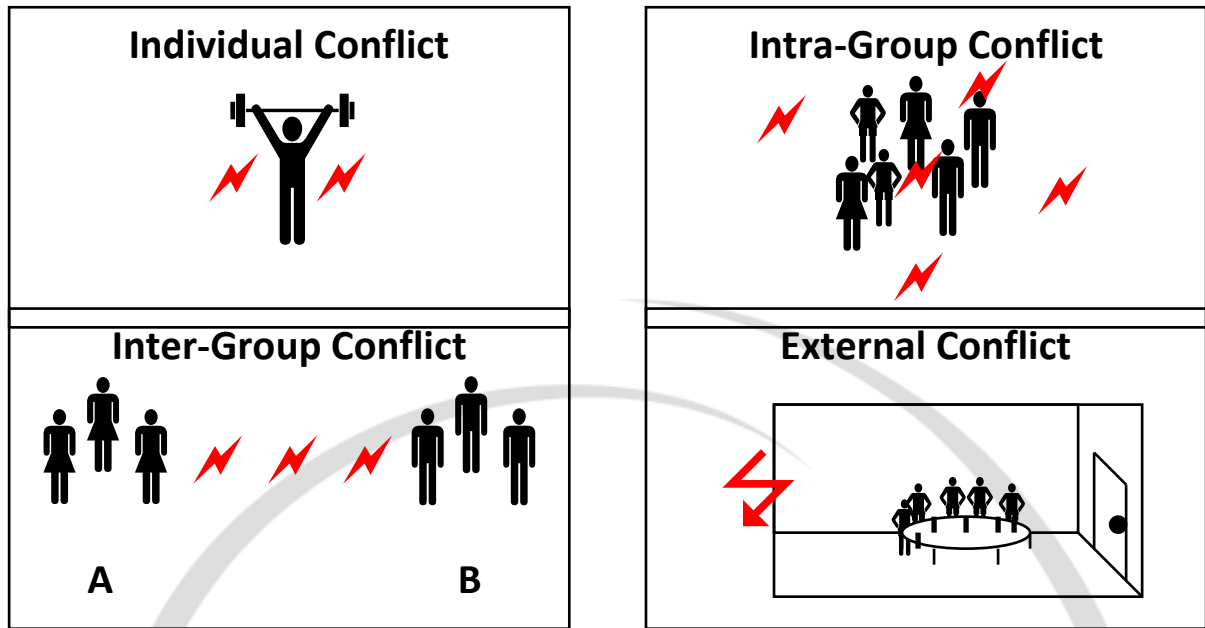 Individual Conflict
Intra-Group Conflict
Inter-Group Conflict
A
B
External Conflict